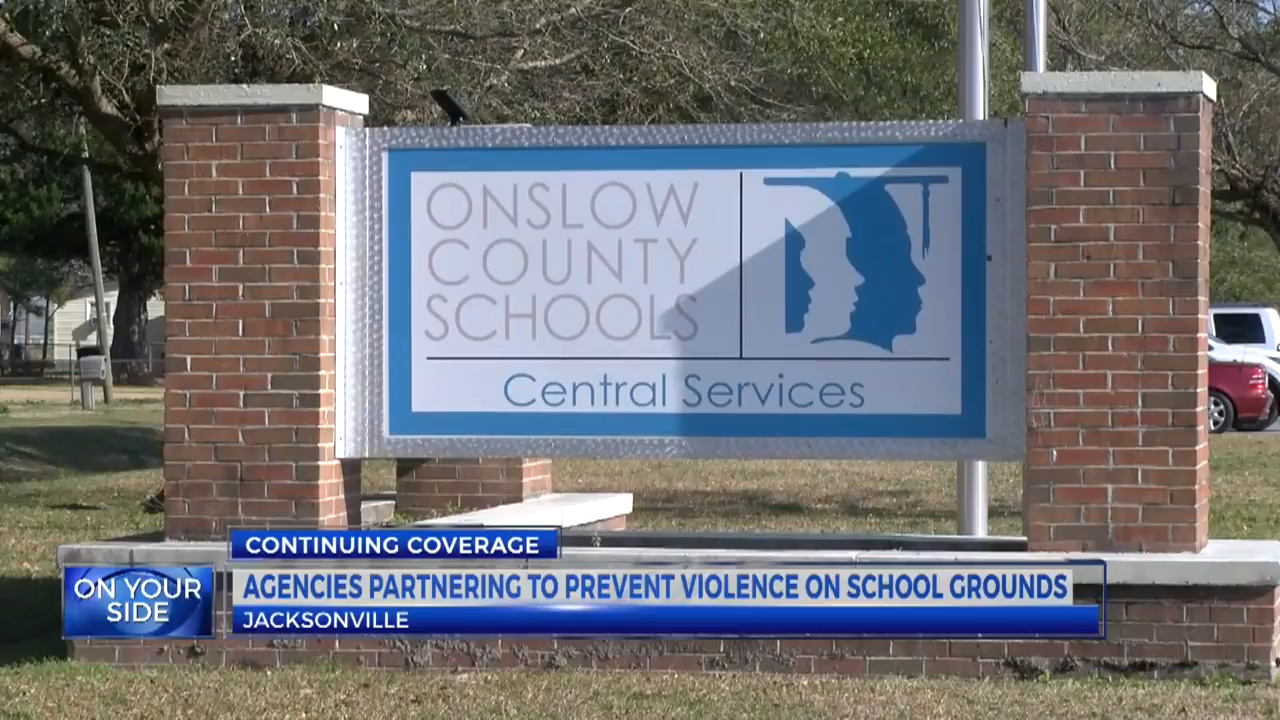 ONSLOW
COUNTY
SCHOOLS
Central Services
CONTINUING COVERAGE
ON YOUR
SIDE
AGENCIES PARTNERING TO PREVENT VIOLENCE ON SCHOOL GROUNDS
JACKSONVILLE